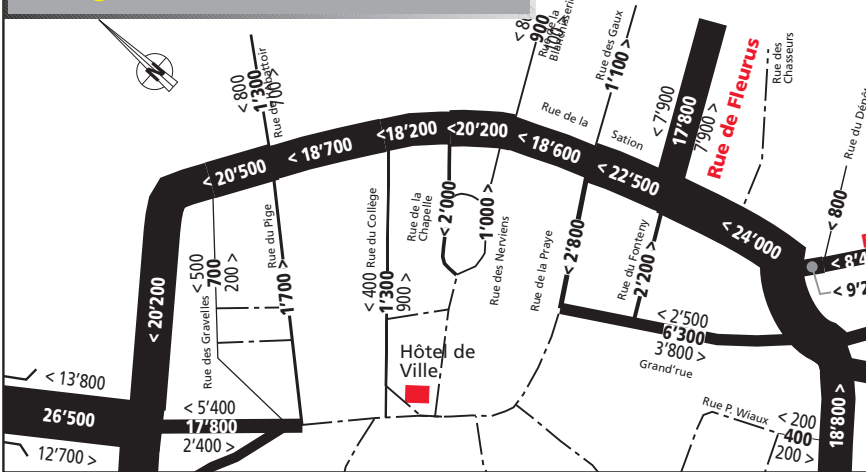 < 800
1'300
700 >
Rue de l'Abattoir
900
Rue de la
Blanchisserie
Rue des Gaux
1'100 >
< 7'900
17'800
7'900 >
Rue de Fleurus
Rue des
Chasseurs
Rue de la
Sation
< 20'500
< 18'700
<18'200
<20'200
< 18'600
< 22'500
< 24'000
< 800
< 8'4
< 9'7
< 20'200
Rue des Gravelles
< 500
700
200 >
Rue du Pige
1'700 >
Rue du Collège
< 400
1'300
900 >
Rue de la
Chapelle
< 2'000
1'000 >
Rue des Nerviens
Rue de la Praye
< 2'800
Rue du Fonteny
2'200 >
< 2'500
6'300
3'800 >
Grand'rue
Hôtel de
Ville
< 13'800
26'500
12'700 >
< 5'400
17'800
2'400 >
Rue P. Wiaux
< 200
400
200 >
18'800 >
N